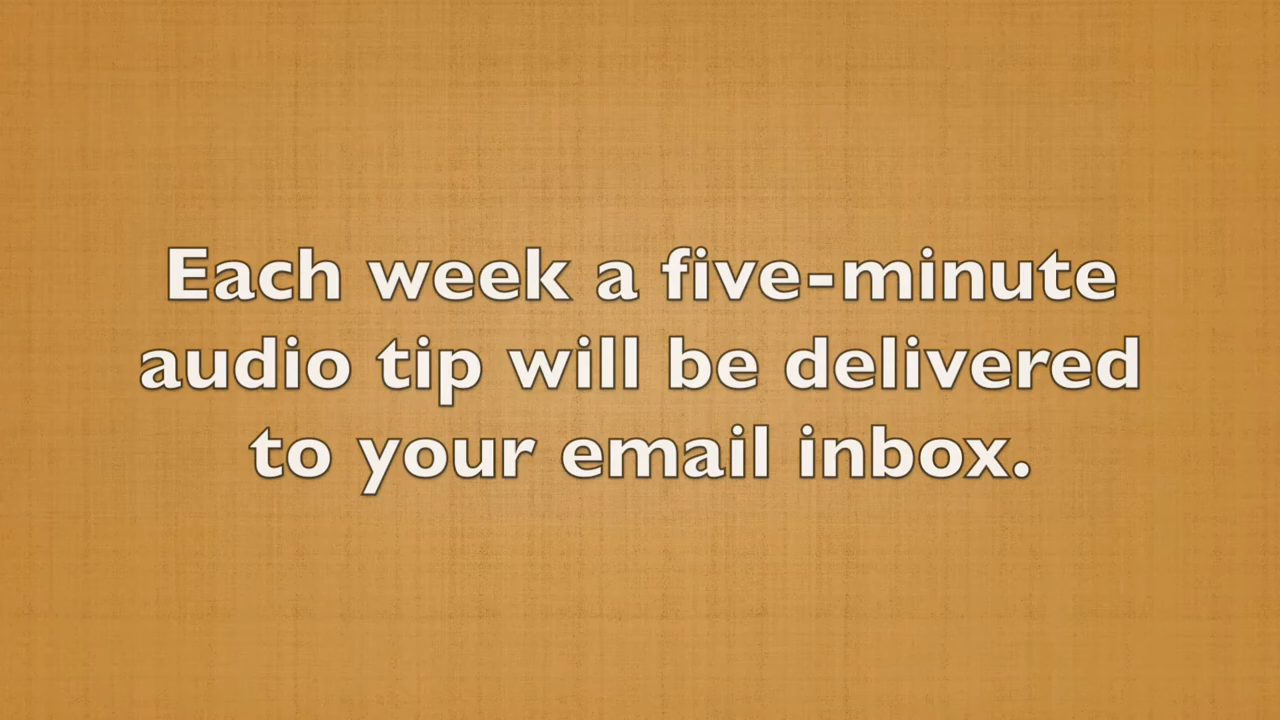 Each week a five-minute
audio tip will be delivered
to your email inbox.